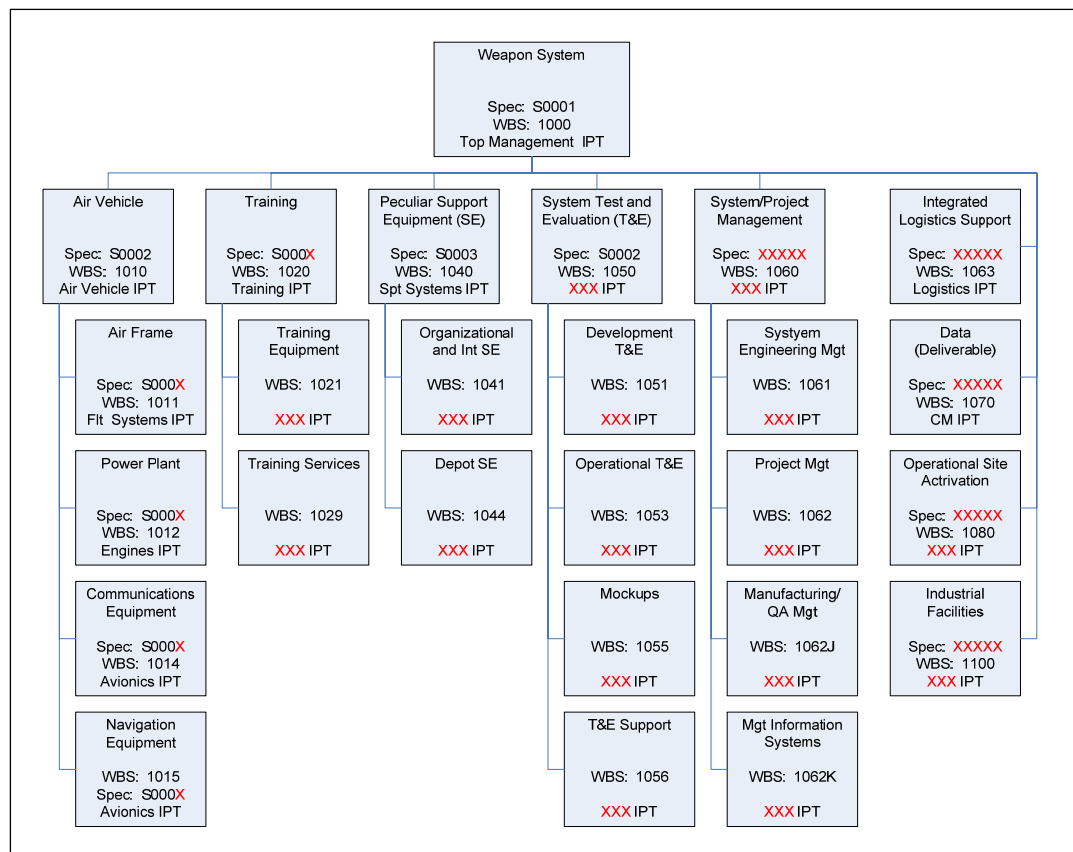 Weapon System
Spec: S0001
WBS: 1000
Top Management IPT
Air Vehicle
Spec: S0002
WBS: 1010
Air Vehicle IPT
Training
Spec: S000X
WBS: 1020
Training IPT
Peculiar Support
Equipment (SE)
Spec: S0003
WBS: 1040
Spt Systems IPT
System Test and
Evaluation (T&E)
Spec: S0002
WBS: 1050
XXX IPT
System/Project
Management
Spec: XXXXX
WBS: 1060
XXX IPT
Integrated
Logistics Support
Spec: XXXXX
WBS: 1063
Logistics IPT
Air Frame
Spec: S000X
WBS: 1011
Flt Systems IPT
Training
Equipment
WBS: 1021
XXX IPT
Organizational
and Int SE
WBS: 1041
XXX IPT
Development
T&E
WBS: 1051
XXX IPT
Systyem
Engineering Mgt
WBS: 1061
XXX IPT
Data
(Deliverable)
Spec: XXXXX
WBS: 1070
CM IPT
Power Plant
Spec: S000X
WBS: 1012
Engines IPT
Training Services
WBS: 1029
XXX IPT
Depot SE
WBS: 1044
XXX IPT
Operational T&E
WBS: 1053
XXX IPT
Project Mgt
WBS: 1062
XXX IPT
Operational Site
Actrivation
Spec: XXXXX
WBS: 1080
XXX IPT
Communications
Equipment
Spec: S000X
WBS: 1014
Avionics IPT
Mockups
WBS: 1055
XXX IPT
Manufacturing/
QA Mgt
WBS: 1062J
XXX IPT
Industrial
Facilities
Spec: XXXXX
WBS: 1100
XXX IPT
Navigation
Equipment
WBS: 1015
Spec: S000X
Avionics IPT
T&E Support
WBS: 1056
XXX IPT
Mgt Information
Systems
WBS: 1062K
XXX IPT